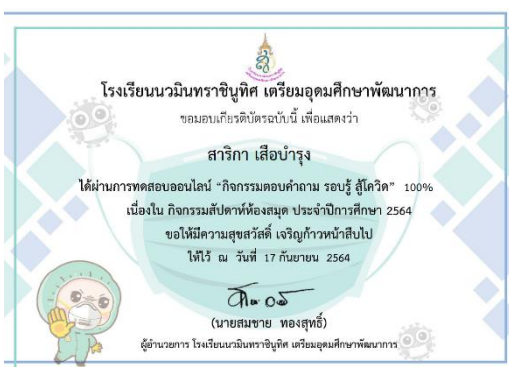 โรงเรียนนวมินทราชินูทิศ เตรียมอุดมศึกษาพัฒนาการ
ขอมอบเกียรติบัตรฉบับนี้ เพื่อแสดงว่า
สาริกา เสือบำรุง
ได้ผ่านการทดสอบออนไลน์ “กิจกรรมตอบคำถาม รอบรู้ สู้โควิด” 100%
เนื่องใน กิจกรรมสัปดาห์ห้องสมุด ประจำปีการศึกษา 2564
ขอให้มีความสุขสวัสดิ์ เจริญก้าวหน้าสืบไป
ให้ไว้ ณ วันที่ 17 กันยายน 2564
(นายสมชาย ทองสุทธิ์)
ผู้อำนวยการ โรงเรียนนวมินทราชินูทิศ เตรียมอุดมศึกษาพัฒนาการ